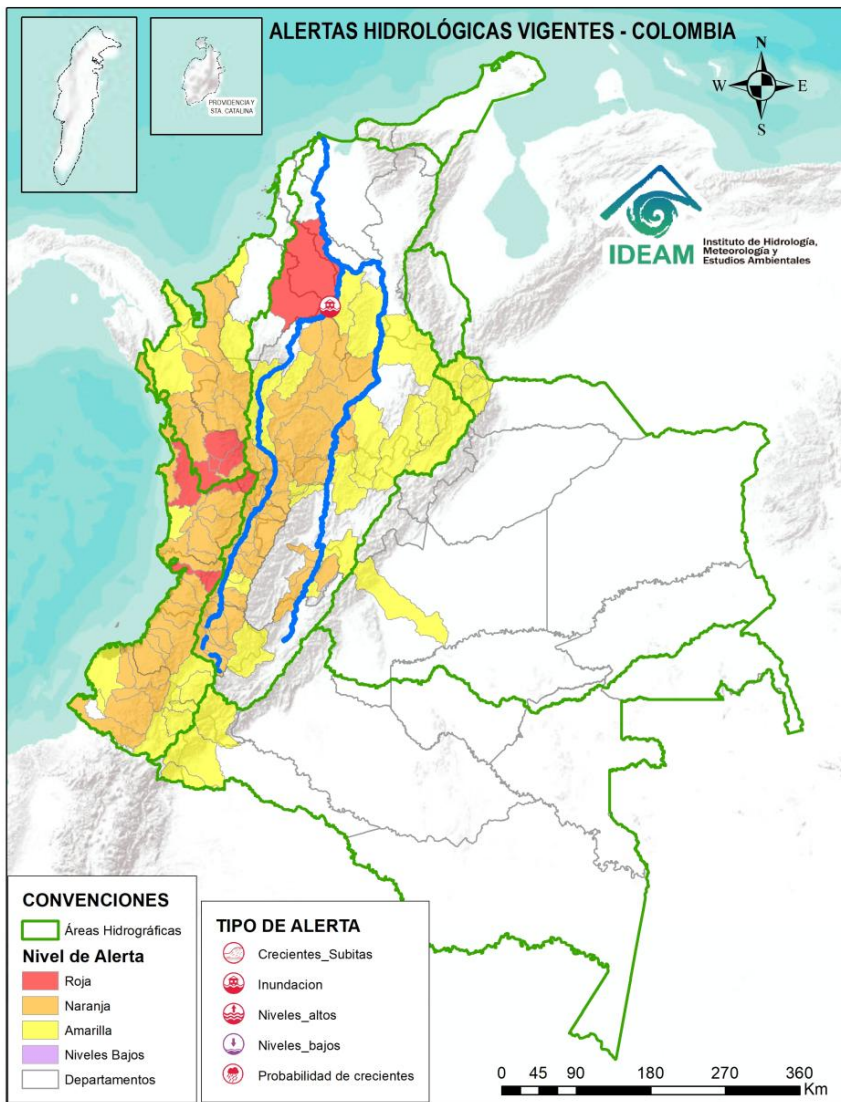 ALERTAS HIDROLÓGICAS VIGENTES - COLOMBIA
PROVIDENCIA Y
STA. CATALINA
N
W
E
S
IDEAM
Instituto de Hidrología,
Meteorología y
Estudios Ambientales
CONVENCIONES
Áreas Hidrográficas
Nivel de Alerta
Roja
Naranja
Amarilla
Niveles Bajos
Departamentos
TIPO DE ALERTA
Crecientes_Subitas
Inundacion
Niveles_altos
Niveles_bajos
Probabilidad de crecientes
0 45 90 180 270 360
Km